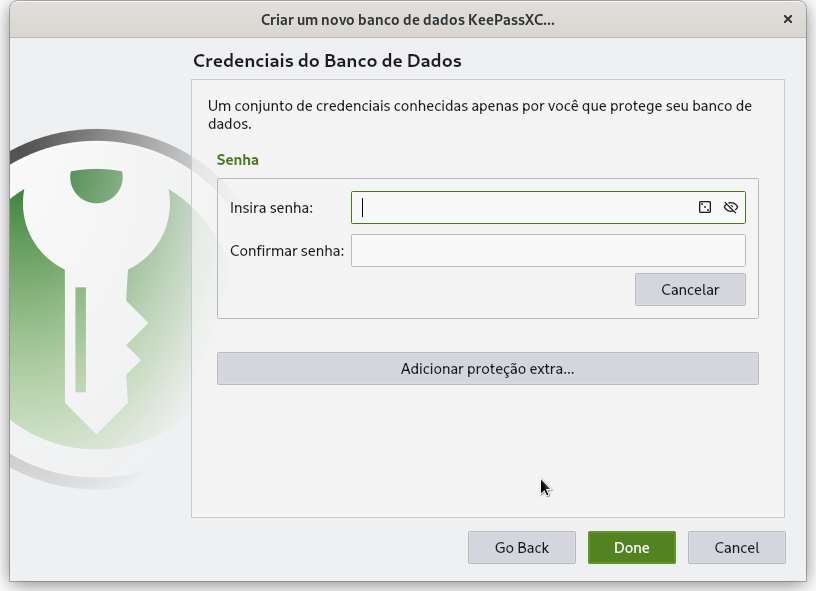 Criar um novo banco de dados KeePassXC...
Credenciais do Banco de Dados
Um conjunto de credenciais conhecidas apenas por você que protege seu banco de
dados.
Senha
Insira senha:
Confirmar senha:
Cancelar
Adicionar proteção extra...
Go Back
Done
Cancel